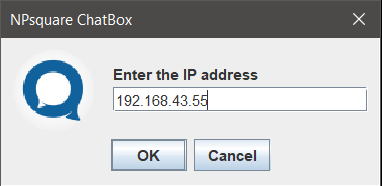 NPsquare ChatBox
Enter the IP address
192.168.43.55
OK Cancel